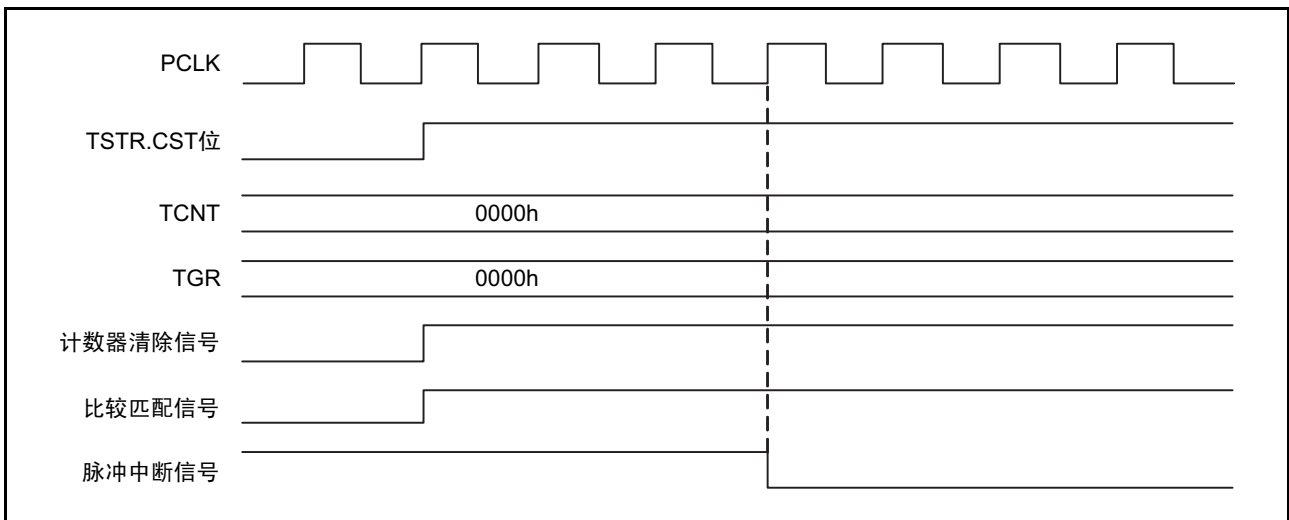 PCLK
TSTR.CST位
TCNT 0000h
TGR 0000h
计数器清除信号
比较匹配信号
脉冲中断信号